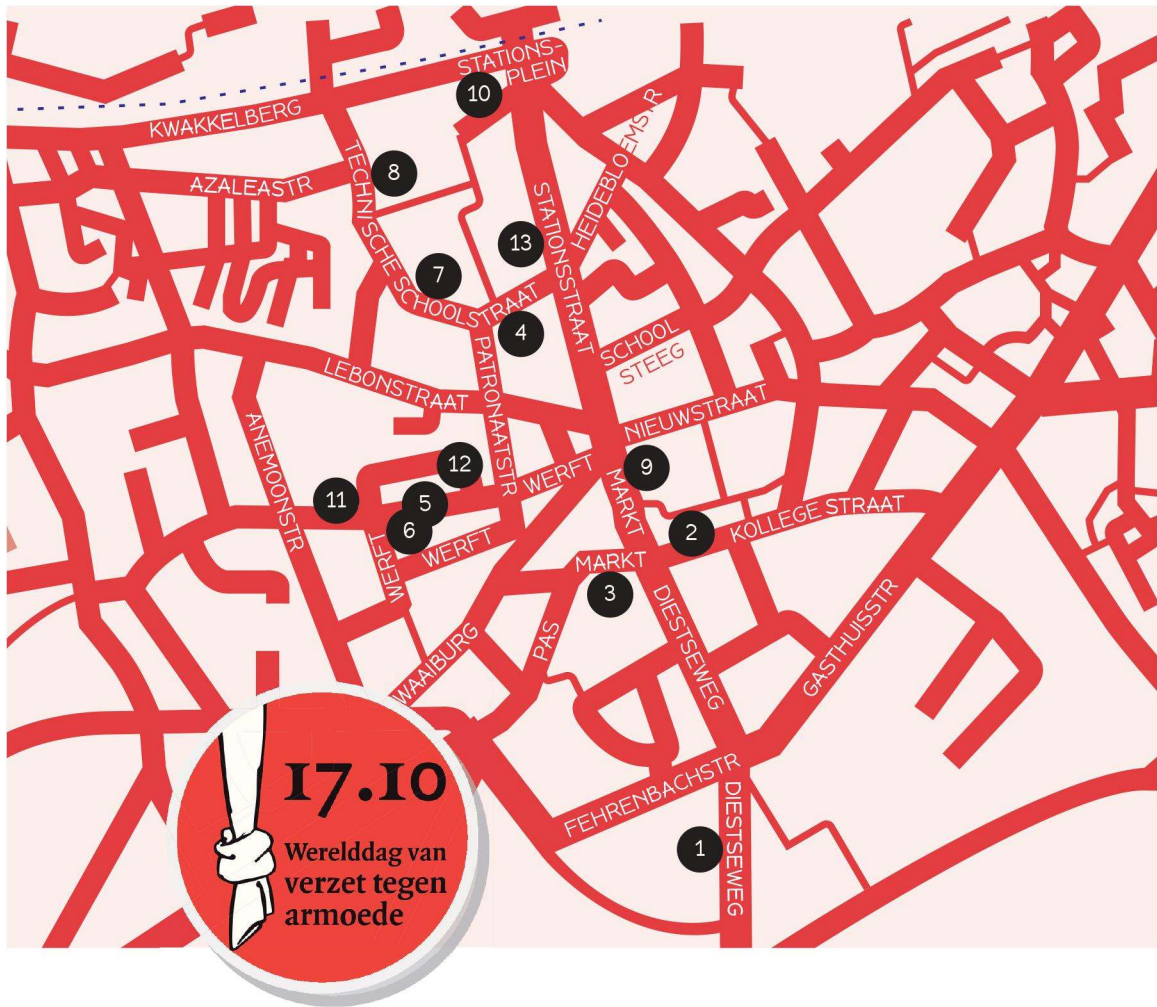 STATIONS-
PLEIN
10
KWAKKELBERG
TECHNISCHE SCHOOLSTRAAT
8
AZALEASTR
HEIDEBLOEMSTR
STATIONSSTRAAT
13
7
4
SCHOOL
STEEG
LEBONSTRAAT
PATRONAATSTR
NIEUWSTRAAT
ANEMOONSTR
12
9
WERFT
MARKT
11
5
6
WERFT
WERFT
2
KOLLEGE STRAAT
MARKT
3
DIESTSEWEG
PAS
WAAIBURG
GASTHUISSTR
FEHRENBACHSTR
1
DIESTSEWEG
17.10
Werelddag van
verzet tegen
armoede